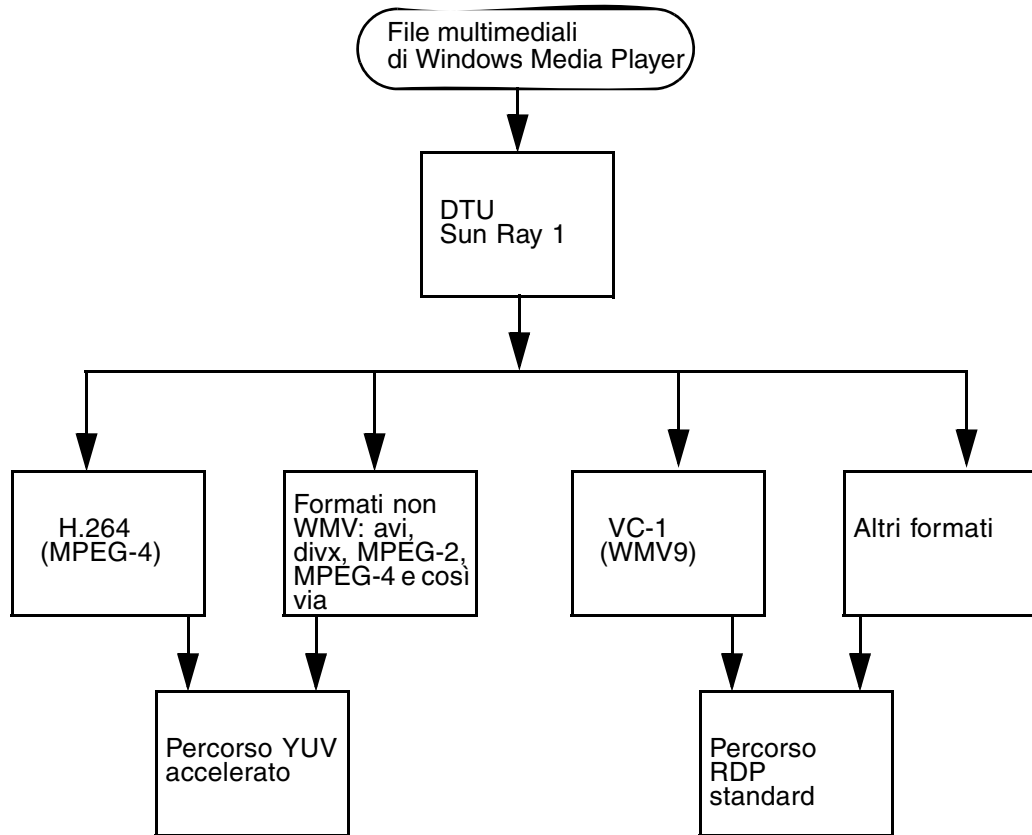 File multimediali
di Windows Media Player
DTU
Sun Ray 1
H.264
(MPEG-4)
Formati non
WMV: avi,
divx, MPEG-2,
MPEG-4 e così
via
VC-1
(WMV9)
Altri formati
Percorso YUV
accelerato
Percorso
RDP
standard